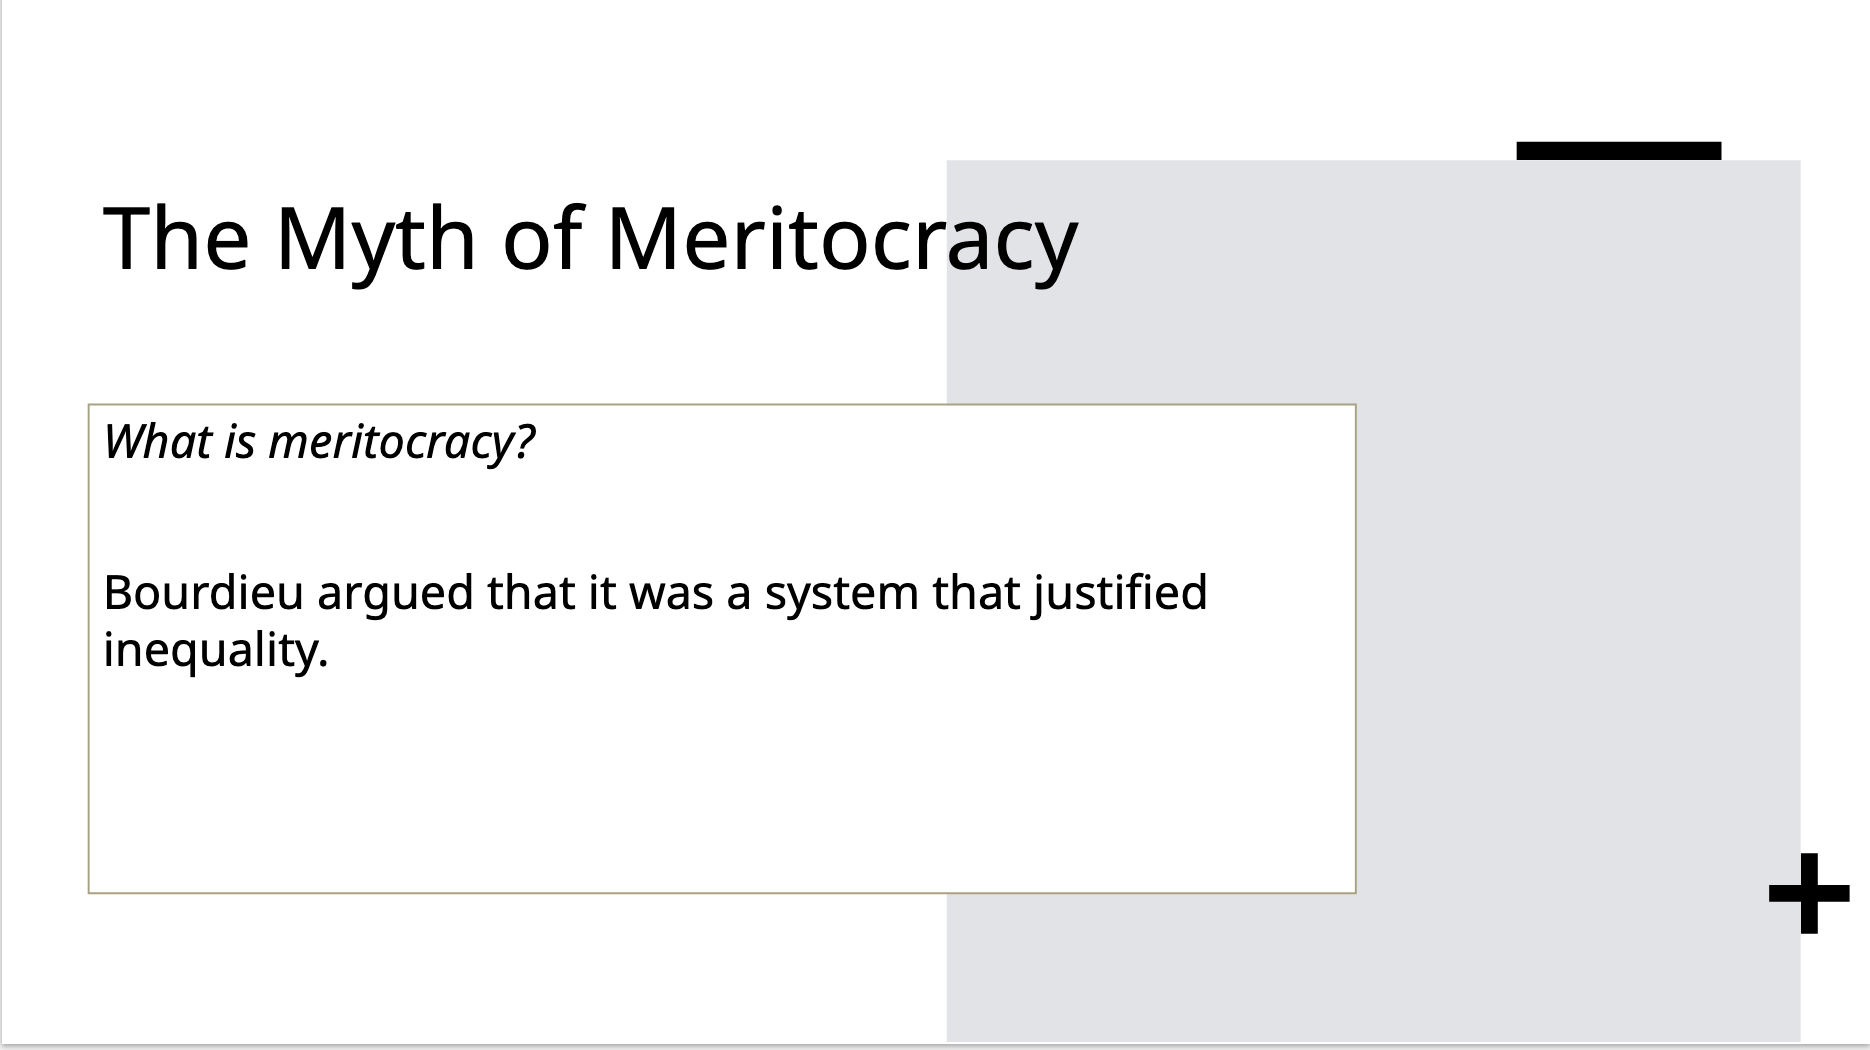 The Myth of Meritocracy
What is meritocracy?
Bourdieu argued that it was a system that justified
inequality.